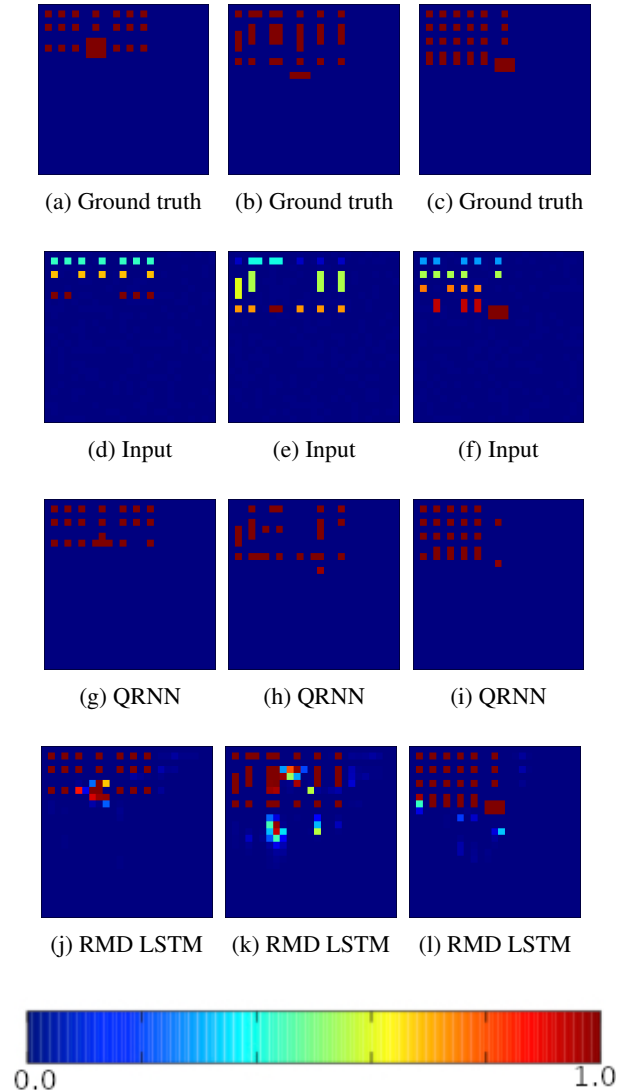 (a) Ground truth (b) Ground truth (c) Ground truth
(d) Input (e) Input (f) Input
(g) QRNN (h) QRNN (i) QRNN
(j) RMD LSTM (k) RMD LSTM (l) RMD LSTM
0.0 1.0